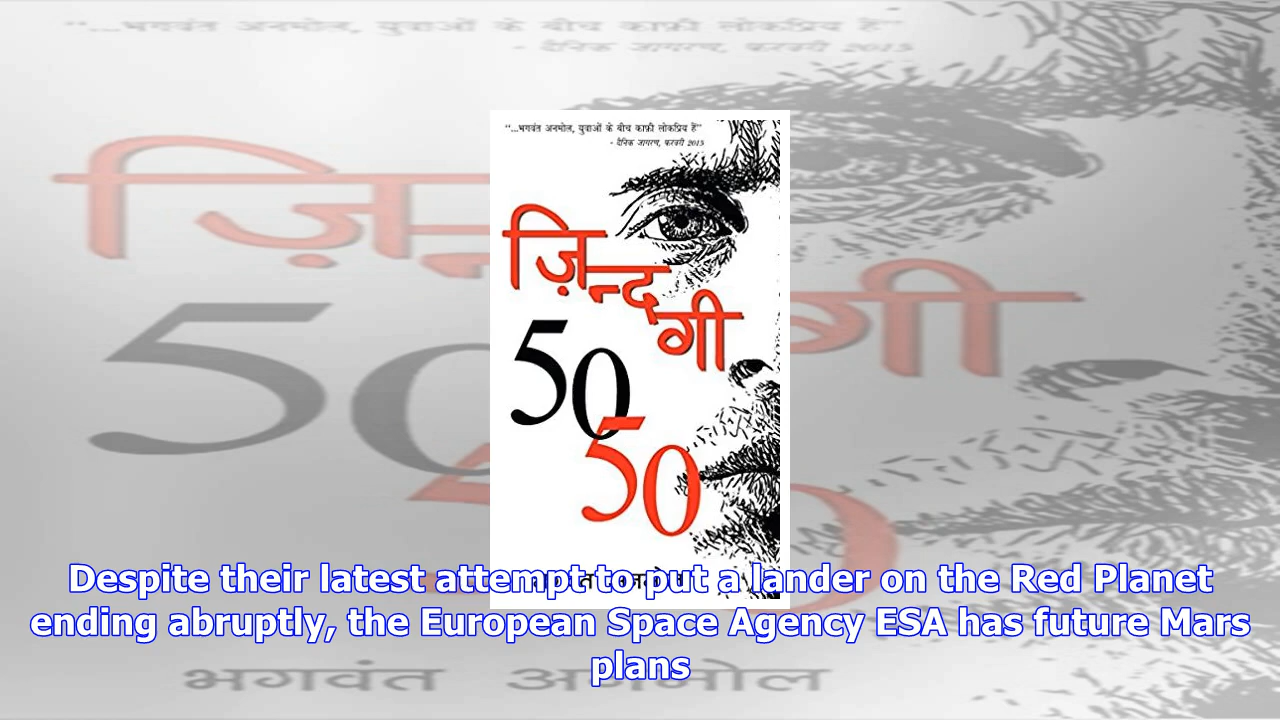 “...भगवंत अनमोल, युवाओं के बीच काफ़ी लोकप्रिय हैं”
- दैनिक जागरण, फरवरी 2015
ज़िन्दगी
50
50
Despite their latest attempt to put a lander on the Red Planet
ending abruptly, the European Space Agency ESA has future Mars
plans
भगवंत अनमोल